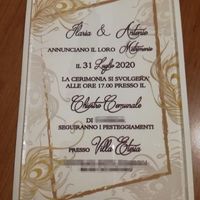 Ilaria & Antonio
ANNUNCIANO IL LORO Matrimonio
IL 31 Luglio 2020
LA CERIMONIA SI SVOLGERÀ
ALLE ORE 17.00 PRESSO IL
Chiostro Comunale
DI
SEGUIRANNO I FESTEGGIAMENTI
PRESSO Villa Eteria